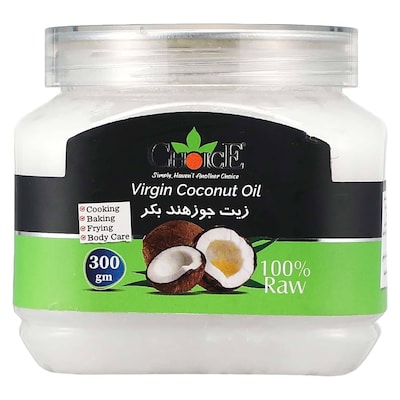 CHOICE
Simply, Haven't Another Choice
Virgin Coconut Oil
زيت جوزهند بكر
Cooking
Baking
Frying
Body Care
300
gm
100%
Raw